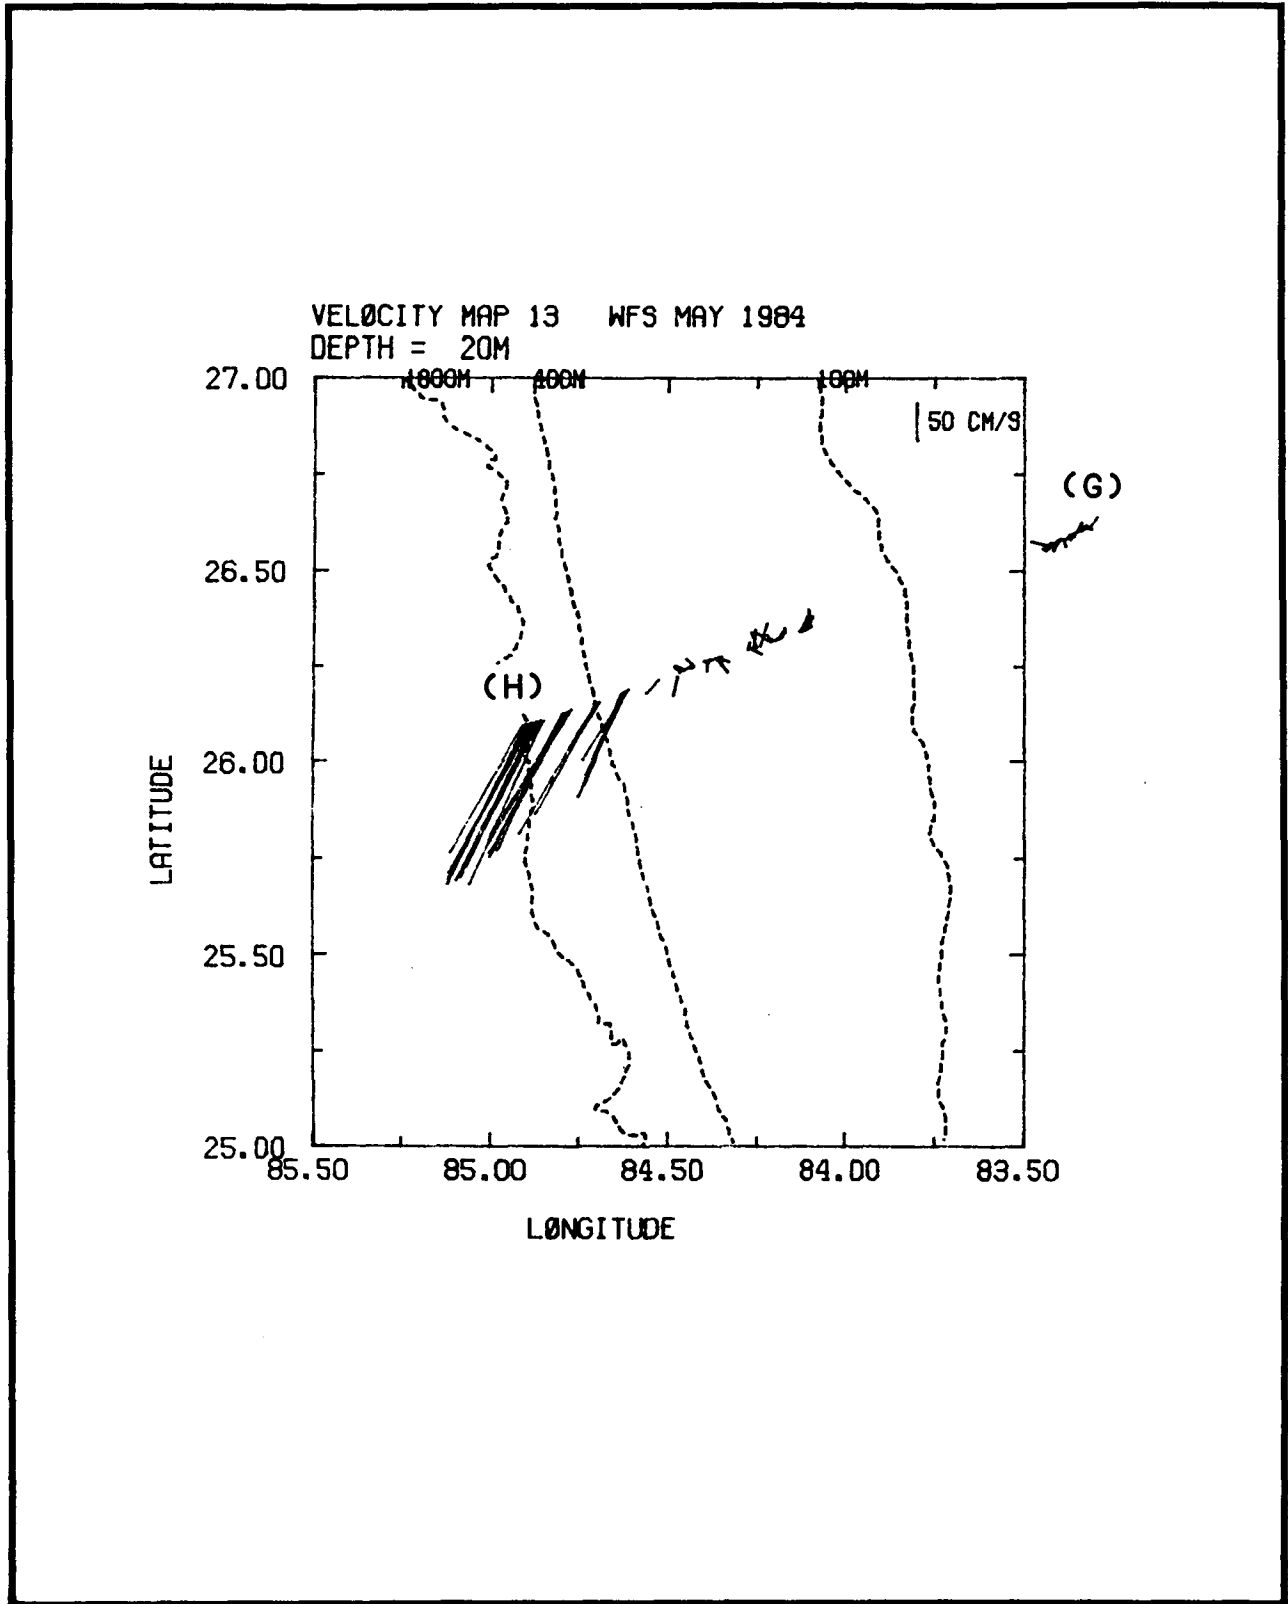 VELØCITY MAP 13 WFS MAY 1984
DEPTH = 20M
27.00
1800M 400M 100M
50 CM/S
(G)
26.50
(H)
26.00
LATITUDE
25.50
25.00
85.50 85.00 84.50 84.00 83.50
LØNGITUDE